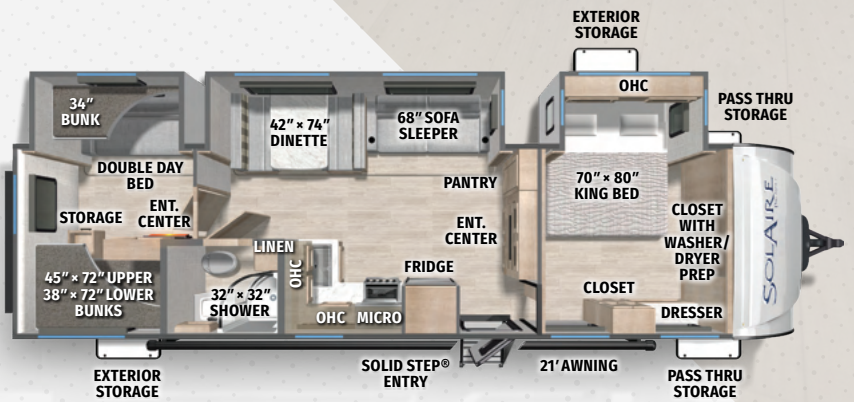 EXTERIOR
STORAGE
OHC
PASS THRU
STORAGE
34" BUNK
42" × 74"
DINETTE
68" SOFA
SLEEPER
DOUBLE DAY
BED
PANTRY
70" × 80"
KING BED
STORAGE
ENT.
CENTER
ENT.
CENTER
CLOSET
WITH
WASHER/
DRYER
PREP
SOLAIRE
LINEN
OHC
FRIDGE
45" × 72" UPPER
38" × 72" LOWER
BUNKS
32" × 32"
SHOWER
OHC
MICRO
CLOSET
DRESSER
EXTERIOR
STORAGE
SOLID STEP®
ENTRY
21' AWNING
PASS THRU
STORAGE